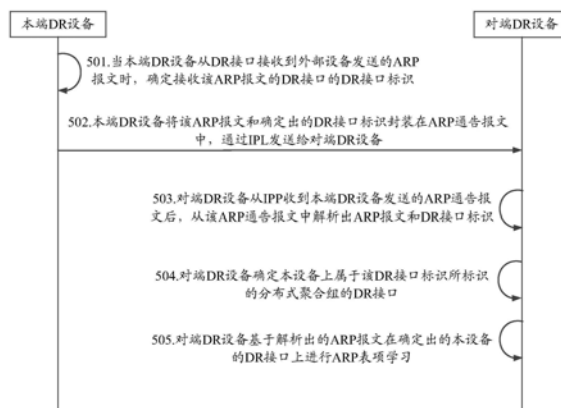 本端DR设备
对端DR设备
501.当本端DR设备从DR接口接收到外部设备发送的ARP
报文时，确定接收该ARP报文的DR接口的DR接口标识
502.本端DR设备将该ARP报文和确定出的DR接口标识封装在ARP通告报文
中，通过IPL发送给对端DR设备
503.对端DR设备从IPP收到本端DR设备发送的ARP通告报
文后，从该ARP通告报文中解析出ARP报文和DR接口标识
504.对端DR设备确定本设备上属于该DR接口标识所标识
的分布式聚合组的DR接口
505.对端DR设备基于解析出的ARP报文在确定出的本设备
的DR接口上进行ARP表项学习